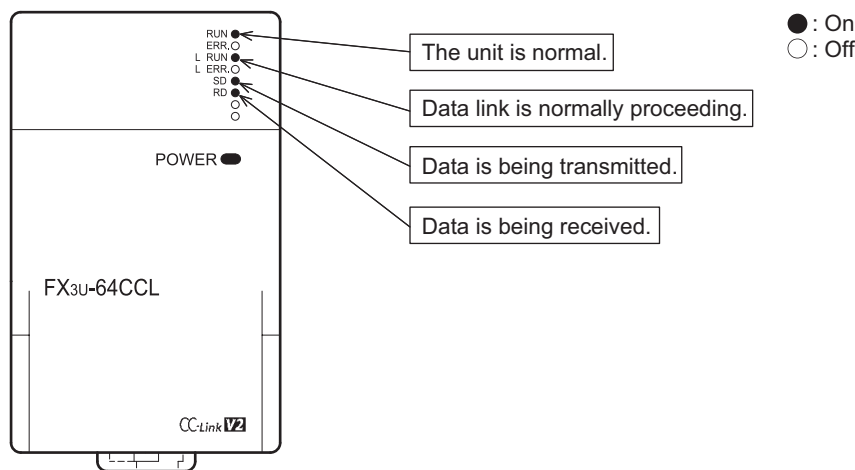 RUN
ERR.
L RUN
L ERR.
SD
RD
POWER
FX3U-64CCL
CC-Link V2
The unit is normal.
Data link is normally proceeding.
Data is being transmitted.
Data is being received.
: On
: Off